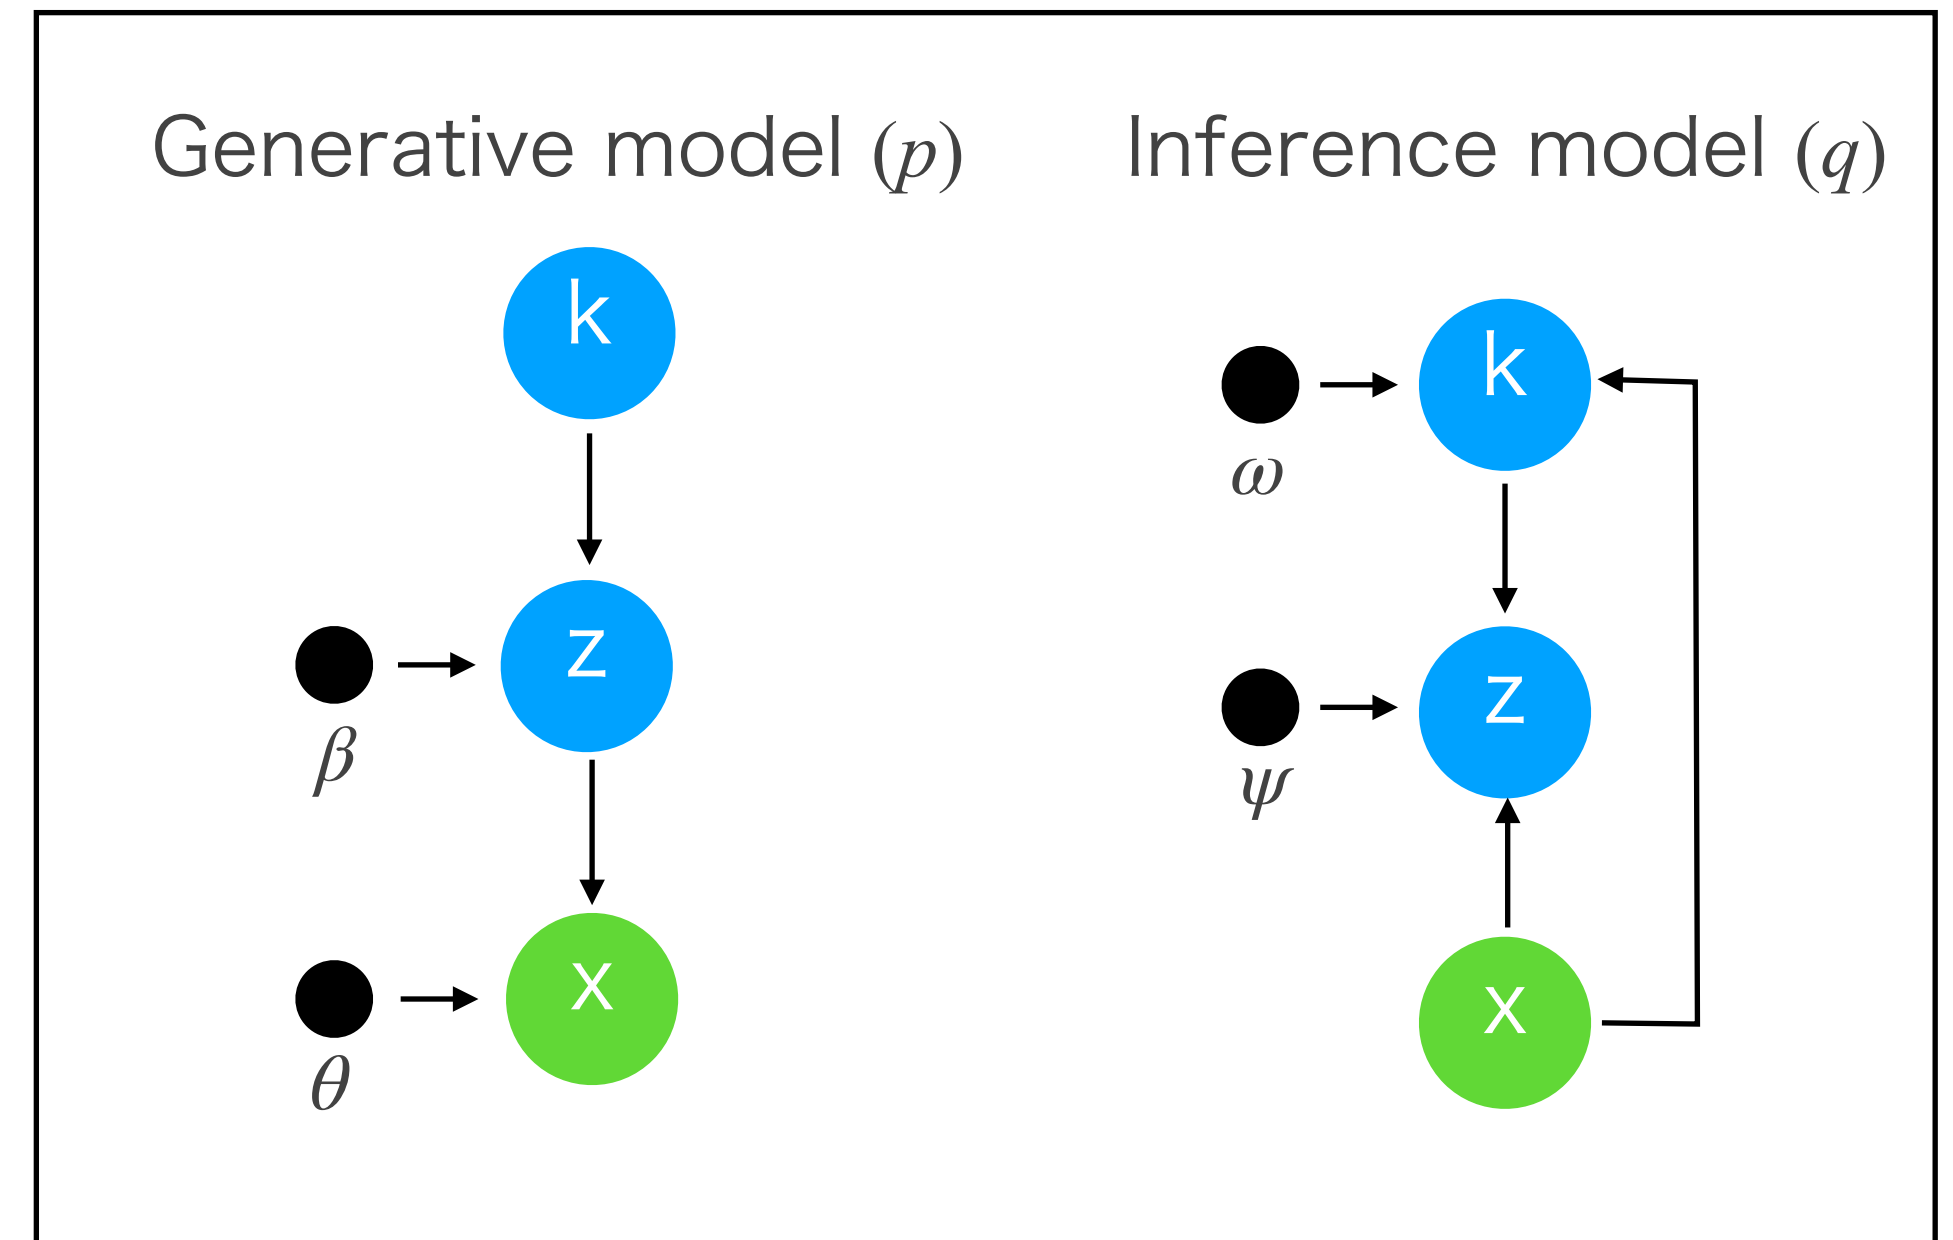 Generative model (p)
k
z
β
x
θ
Inference model (q)
k
ω
z
ψ
x